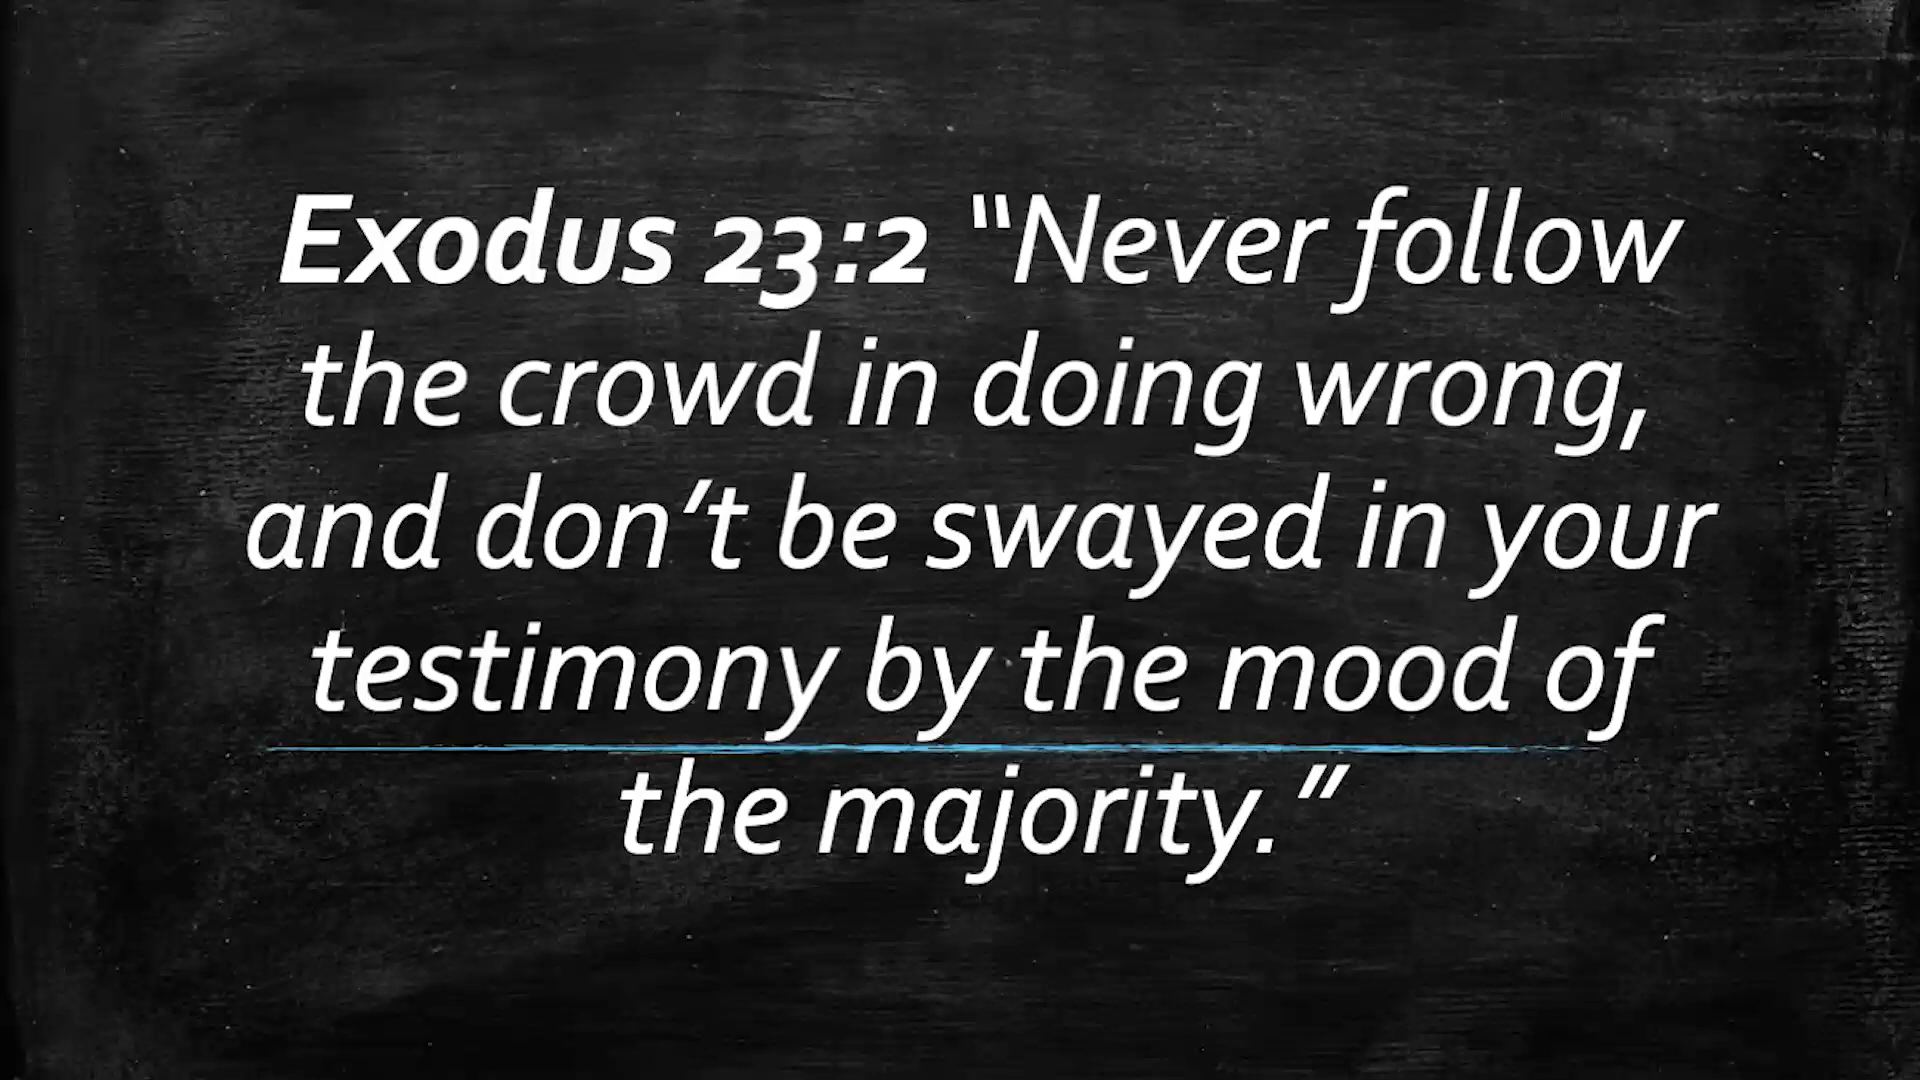 Exodus 23:2 “Never follow
the crowd in doing wrong,
and don’t be swayed in your
testimony by the mood of
the majority.”